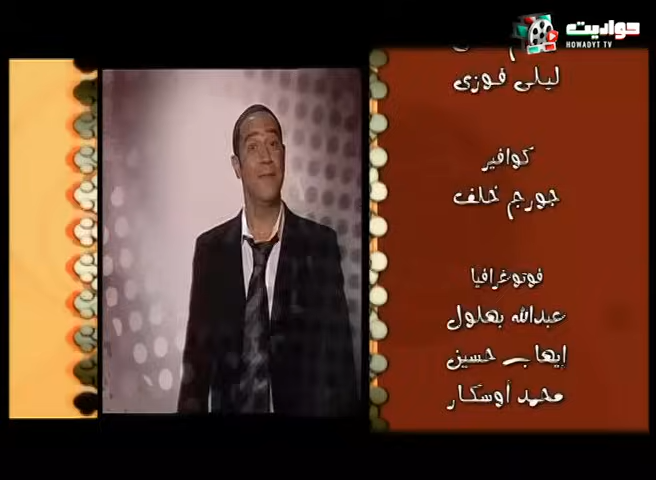 حواديت
HOWADYT TV
ليلى فوزى
كوافير
جورج خلف
فوتوغرافيا
عبدالله بهلول
إيهاب حسين
محمد أوسكار